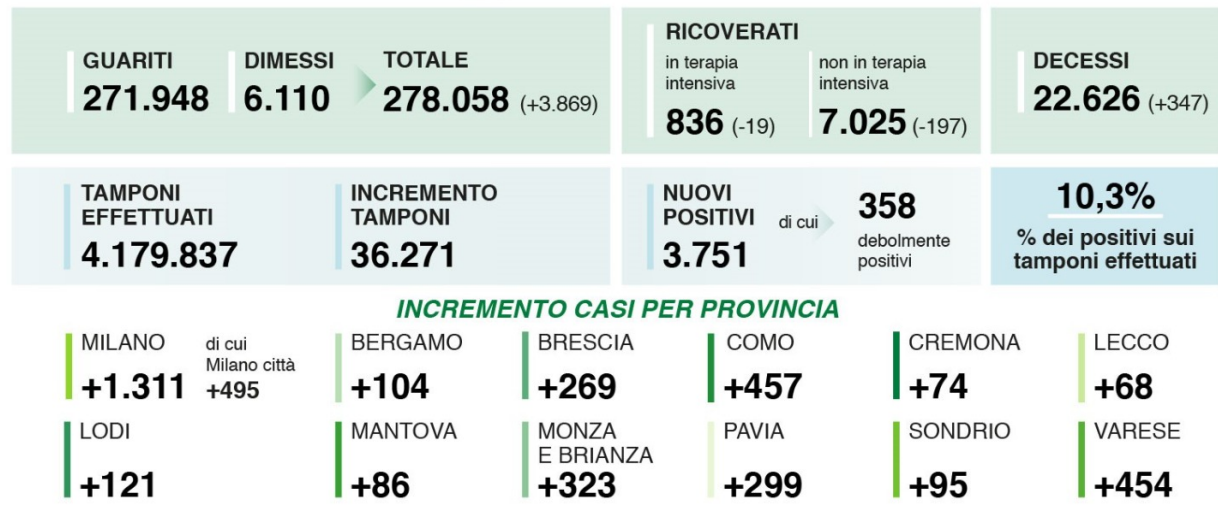 GUARITI
271.948
DIMESSI
6.110
TOTALE
278.058 (+3.869)
RICOVERATI
in terapia
intensiva
836 (-19)
non in terapia
intensiva
7.025 (-197)
DECESSI
22.626 (+347)
TAMPONI
EFFETTUATI
4.179.837
INCREMENTO
TAMPONI
36.271
NUOVI
POSITIVI
3.751
di cui
358
debolmente
positivi
10,3%
% dei positivi sui
tamponi effettuati
INCREMENTO CASI PER PROVINCIA
MILANO
+1.311
di cui
Milano città
+495
BERGAMO
+104
BRESCIA
+269
COMO
+457
CREMONA
+74
LECCO
+68
LODI
+121
MANTOVA
+86
MONZA
E BRIANZA
+323
PAVIA
+299
SONDRIO
+95
VARESE
+454